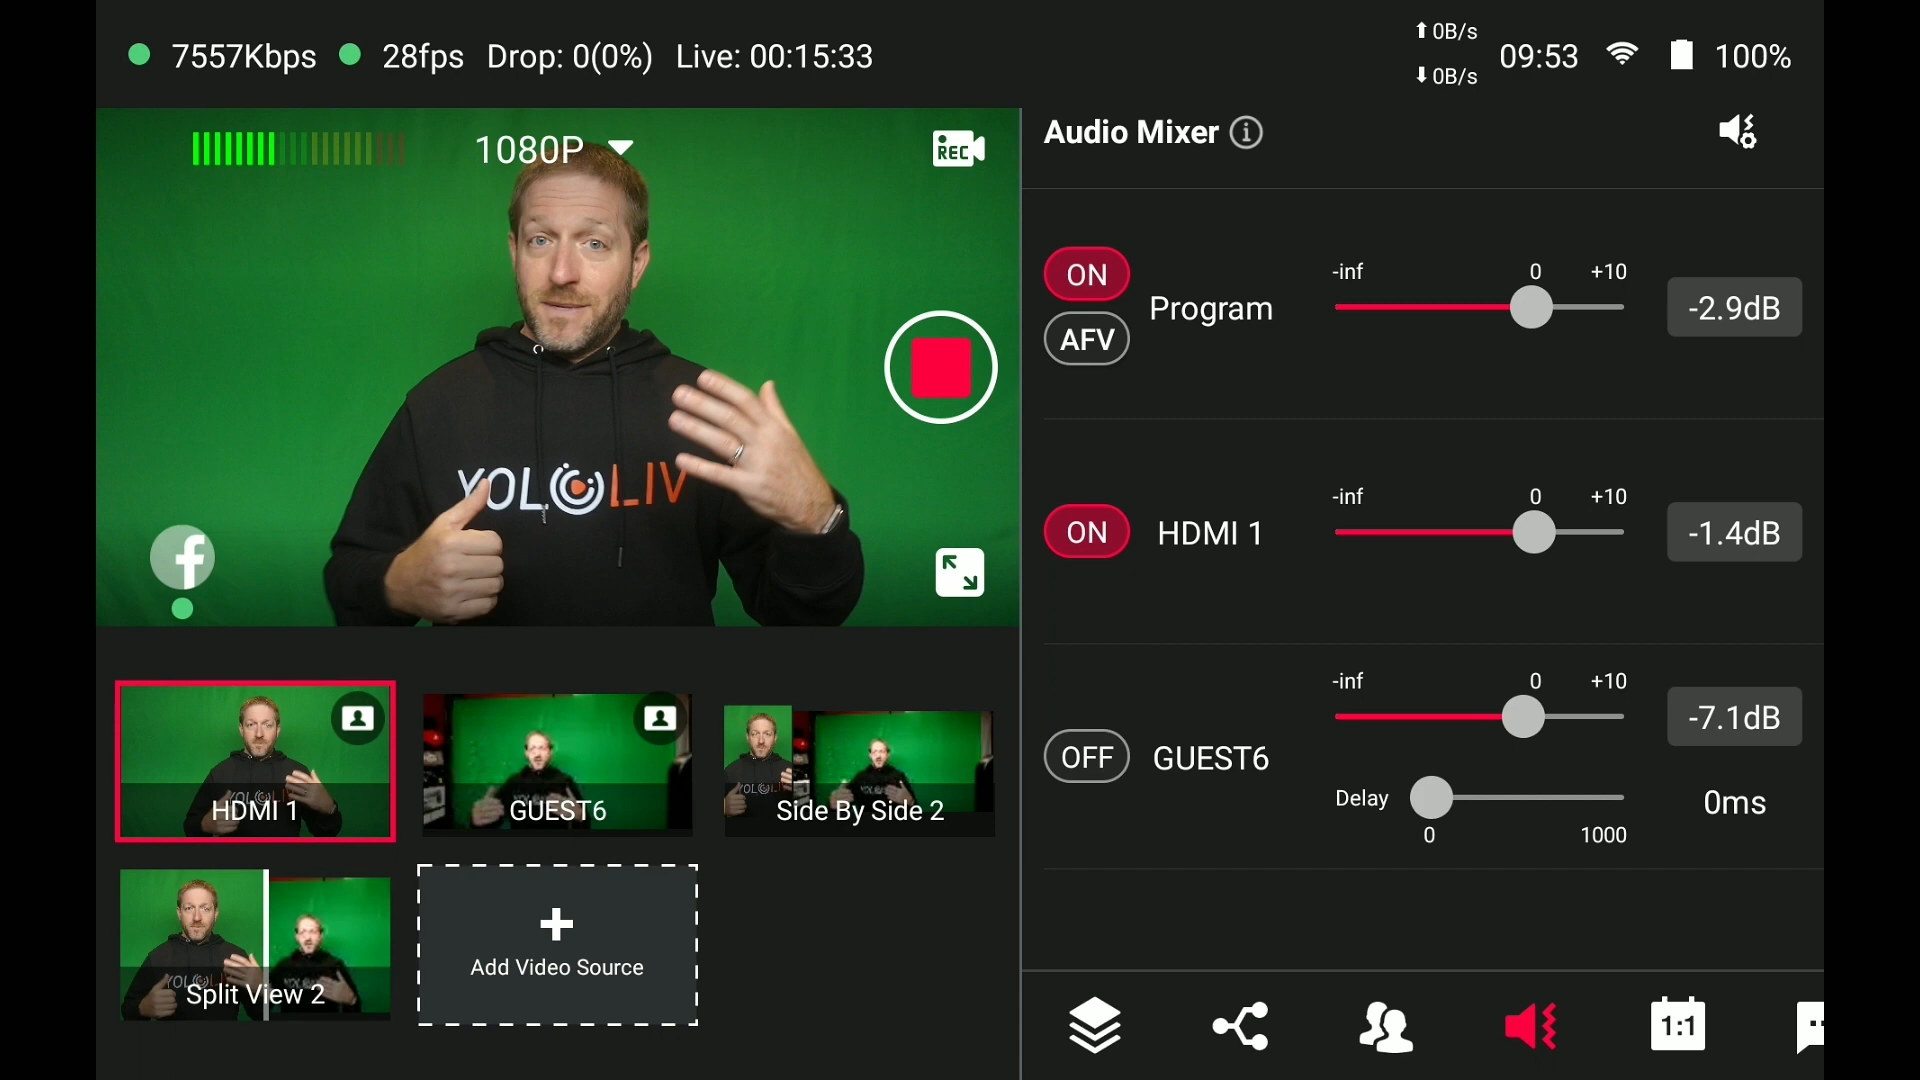 7557Kbps 28fps Drop: 0(0%) Live: 00:15:33
0B/s
0B/s
09:53 100%
1080P
REC
YOLOLIV
f
HDMI 1
GUEST6
Side By Side 2
Split View 2
Add Video Source
Audio Mixer
ON
AFV
Program
-inf 0 +10
-2.9dB
ON
HDMI 1
-inf 0 +10
-1.4dB
OFF
GUEST6
-inf 0 +10
-7.1dB
Delay
0 1000
0ms
1:1